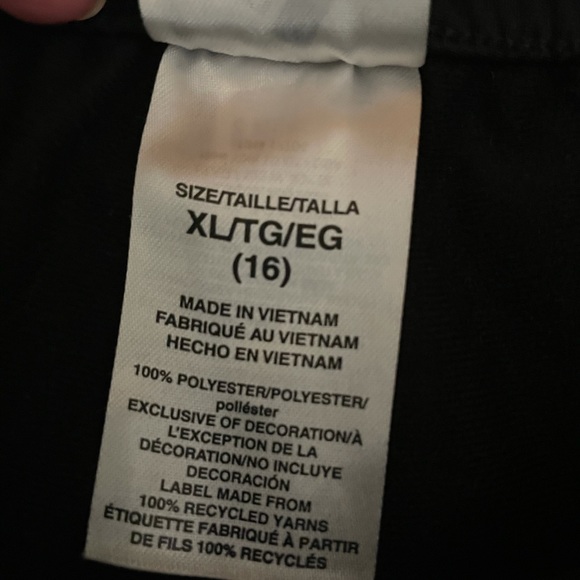 SIZE/TAILLE/TALLA
XL/TG/EG
(16)
MADE IN VIETNAM
FABRIQUÉ AU VIETNAM
HECHO EN VIETNAM
100% POLYESTER/POLYESTER/
poliéster
EXCLUSIVE OF DECORATION/À
L'EXCEPTION DE LA
DÉCORATION/NO INCLUYE
DECORACIÓN
LABEL MADE FROM
100% RECYCLED YARNS
ÉTIQUETTE FABRIQUÉ À PARTIR
DE FILS 100% RECYCLÉS